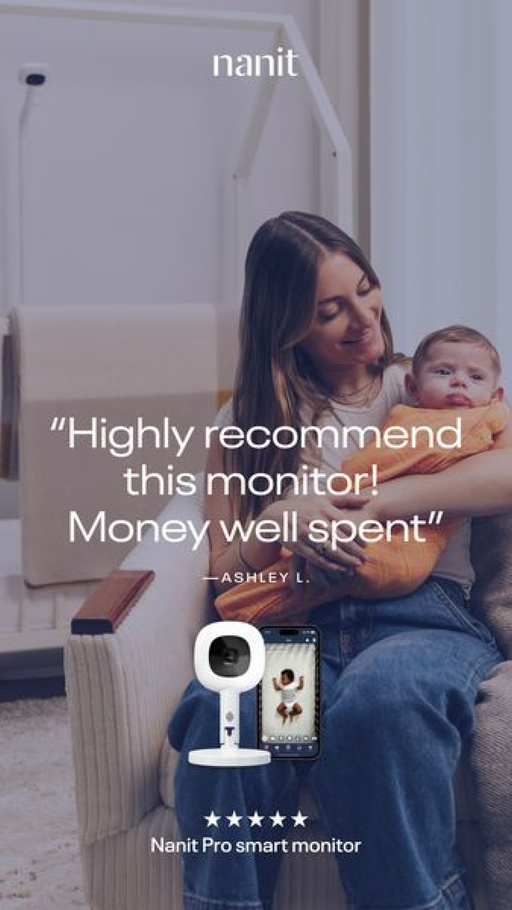 nanit
“Highly recommend
this monitor!
Money well spent”
—ASHLEY L.
★★★★★
Nanit Pro smart monitor